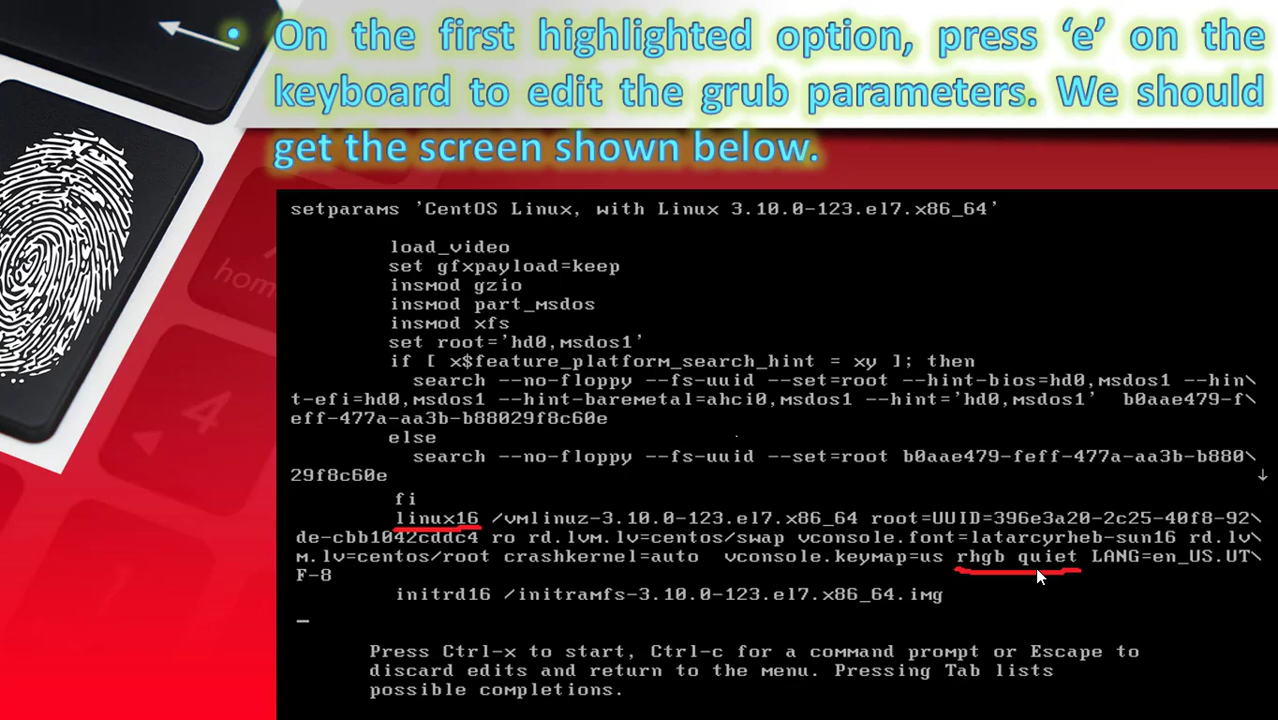 • On the first highlighted option, press ‘e’ on the
keyboard to edit the grub parameters. We should
get the screen shown below.
setparams 'CentOS Linux, with Linux 3.10.0-123.el7.x86_64'
load_video
set gfxpayload=keep
insmod gzio
insmod part_msdos
insmod xfs
set root='hd0,msdos1'
if [ x$feature_platform_search_hint = xy ]; then
search --no-floppy --fs-uuid --set=root --hint-bios=hd0,msdos1 --hin\
t-efi=hd0,msdos1 --hint-baremetal=ahci0,msdos1 --hint='hd0,msdos1' b0aae479-f\
eff-477a-aa3b-b88029f8c60e
else
search --no-floppy --fs-uuid --set=root b0aae479-feff-477a-aa3b-b880\
29f8c60e
↓
fi
linux16 /vmlinuz-3.10.0-123.el7.x86_64 root=UUID=396e3a20-2c25-40f8-92\
de-cbb1042cddc4 ro rd.lvm.lv=centos/swap vconsole.font=latarcyrheb-sun16 rd.lv\
m.lv=centos/root crashkernel=auto vconsole.keymap=us rhgb quiet LANG=en_US.UT\
F-8
initrd16 /initramfs-3.10.0-123.el7.x86_64.img
_
Press Ctrl-x to start, Ctrl-c for a command prompt or Escape to
discard edits and return to the menu. Pressing Tab lists
possible completions.
home
4